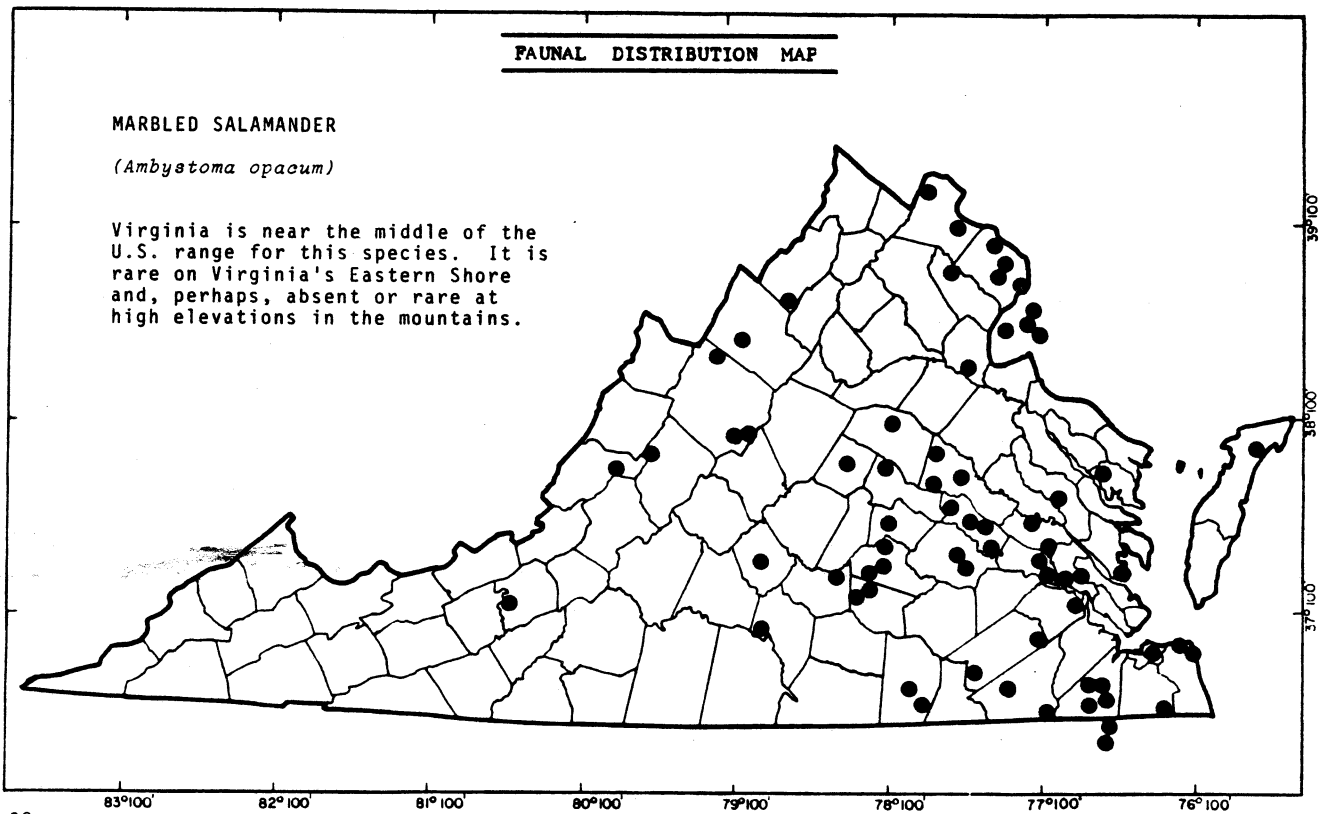 FAUNAL DISTRIBUTION MAP
MARBLED SALAMANDER
(Ambystoma opacum)
Virginia is near the middle of the
U.S. range for this species. It is
rare on Virginia's Eastern Shore
and, perhaps, absent or rare at
high elevations in the mountains.
39°00'
38°00'
37°00'
83°00'
82°00'
81°00'
80°00'
79°00'
78°00'
77°00'
76°00'